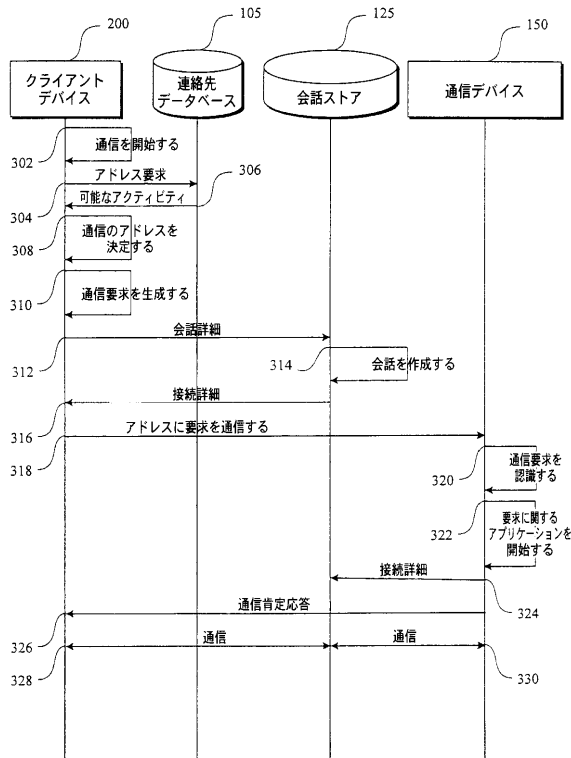 200
105
125
150
クライアント
デバイス
連絡先
データベース
会話ストア
通信デバイス
302
通信を開始する
304
アドレス要求
306
可能なアクティビティ
308
通信のアドレスを
決定する
310
通信要求を生成する
312
会話詳細
314
会話を作成する
316
接続詳細
318
アドレスに要求を通信する
320
通信要求を
認識する
322
要求に関する
アプリケーションを
開始する
接続詳細
324
通信肯定応答
326
通信
通信
328
330